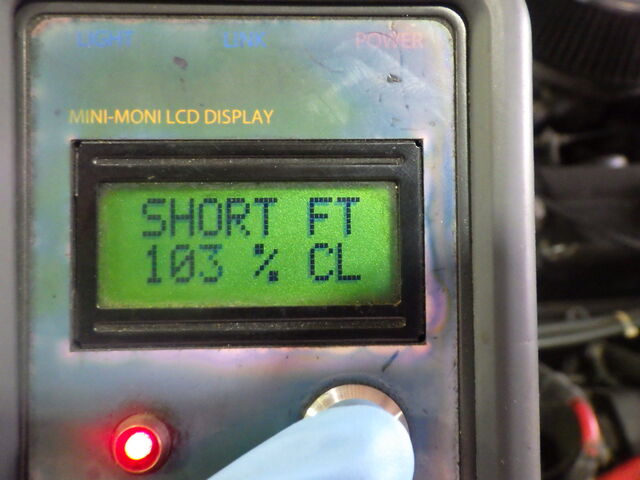 LIGHT LINK POWER
MINI-MONI LCD DISPLAY
SHORT FT
103 % CL